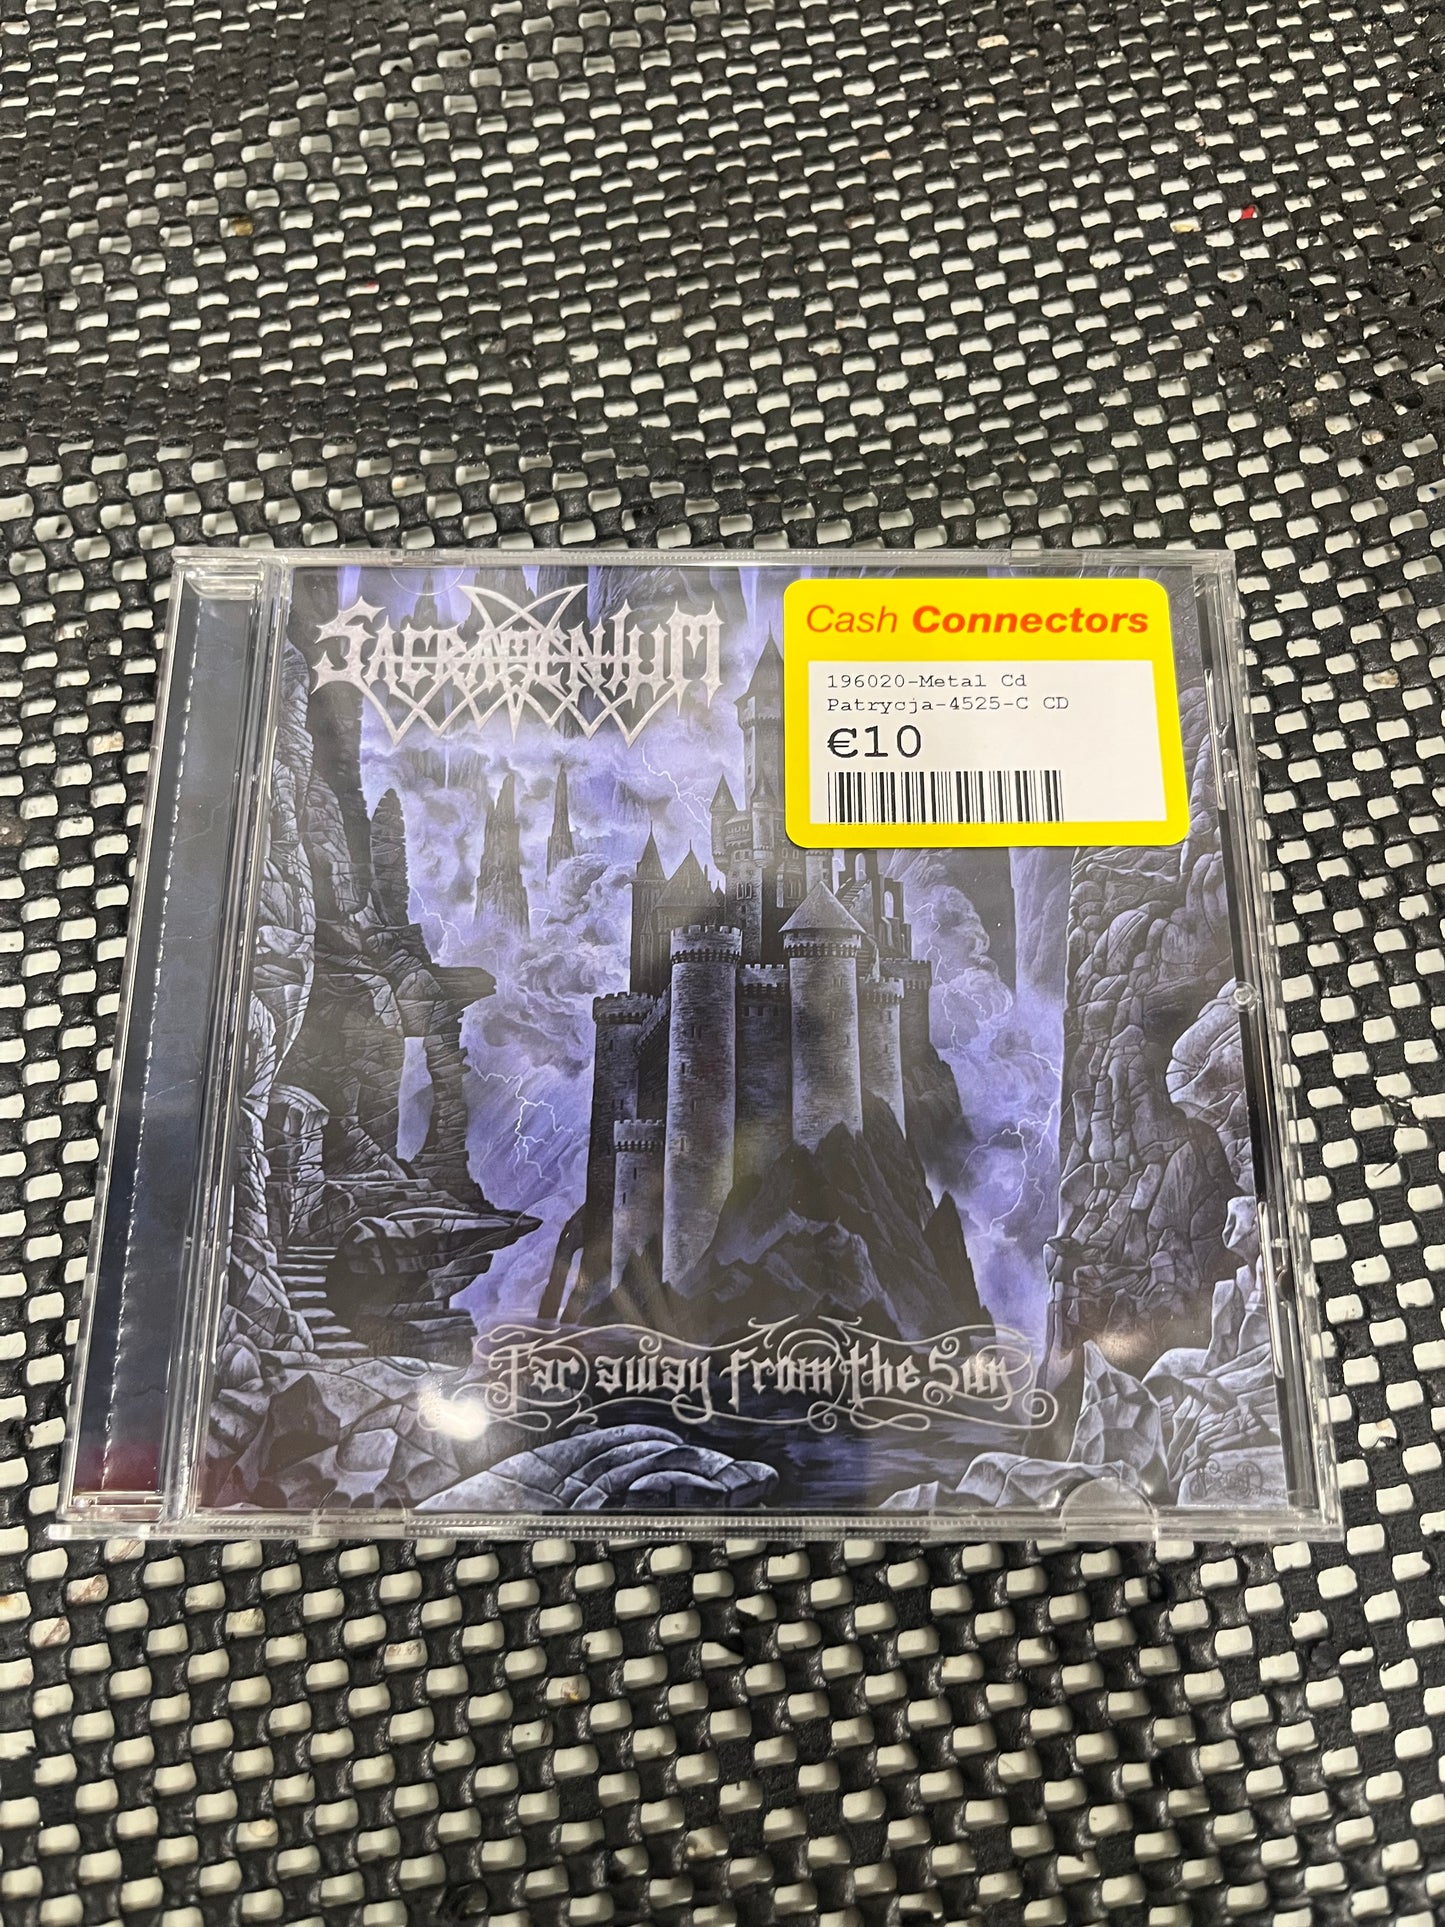 SACRAMENTUM
Cash Connectors
196020-Metal Cd
Patrycja-4525-C CD
€10
Far away from the Sun